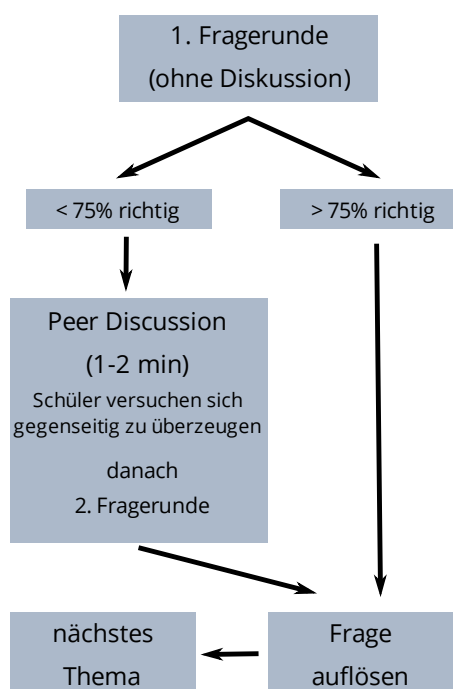 1. Fragerunde
(ohne Diskussion)
< 75% richtig
> 75% richtig
Peer Discussion
(1-2 min)
Schüler versuchen sich
gegenseitig zu überzeugen
danach
2. Fragerunde
nächstes
Thema
Frage
auflösen